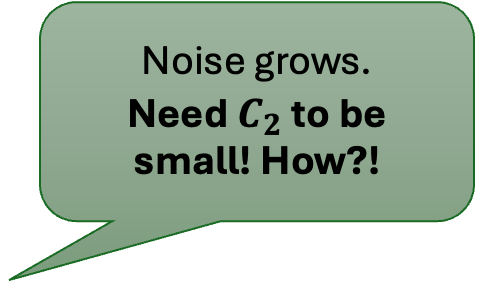 Noise grows.
Need C₂ to be
small! How?!